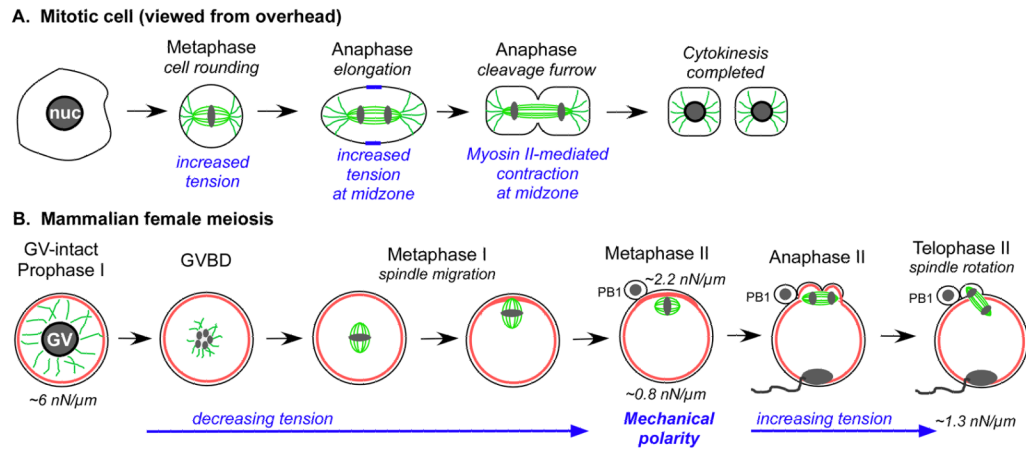 A. Mitotic cell (viewed from overhead)
Metaphase
cell rounding
Anaphase
elongation
Anaphase
cleavage furrow
Cytokinesis
completed
nuc
increased
tension
increased
tension
at midzone
Myosin II-mediated
contraction
at midzone
B. Mammalian female meiosis
GV-intact
Prophase I
GVBD
Metaphase I
spindle migration
Metaphase II
Anaphase II
Telophase II
spindle rotation
PB1
~2.2 nN/µm
PB1
PB1
GV
~6 nN/µm
~0.8 nN/µm
decreasing tension
Mechanical
polarity
increasing tension
~1.3 nN/µm